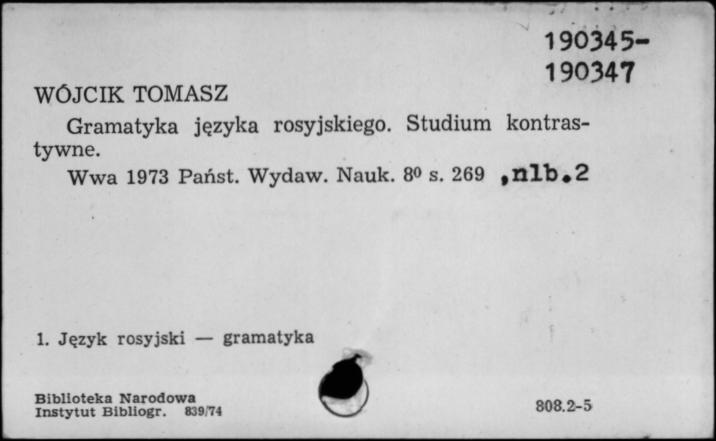 190345-
190347
WÓJCIK TOMASZ
Gramatyka języka rosyjskiego. Studium kontras-
tywne.
Wwa 1973 Państ. Wydaw. Nauk. 8⁰ s. 269 ,nlb.2
1. Język rosyjski — gramatyka
Biblioteka Narodowa
Instytut Bibliogr. 839/74
808.2-5